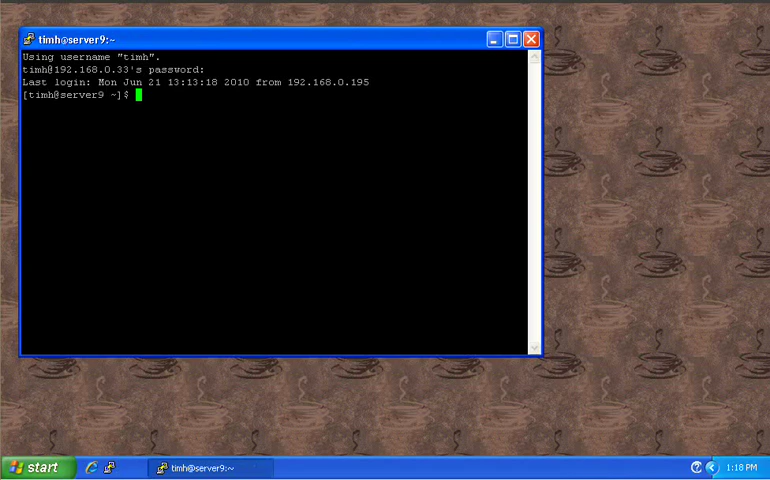 timh@server9:~
Using username "timh".
timh@192.168.0.33's password:
Last login: Mon Jun 21 13:13:18 2010 from 192.168.0.195
[timh@server9 ~]$
start
timh@server9:~
1:18 PM